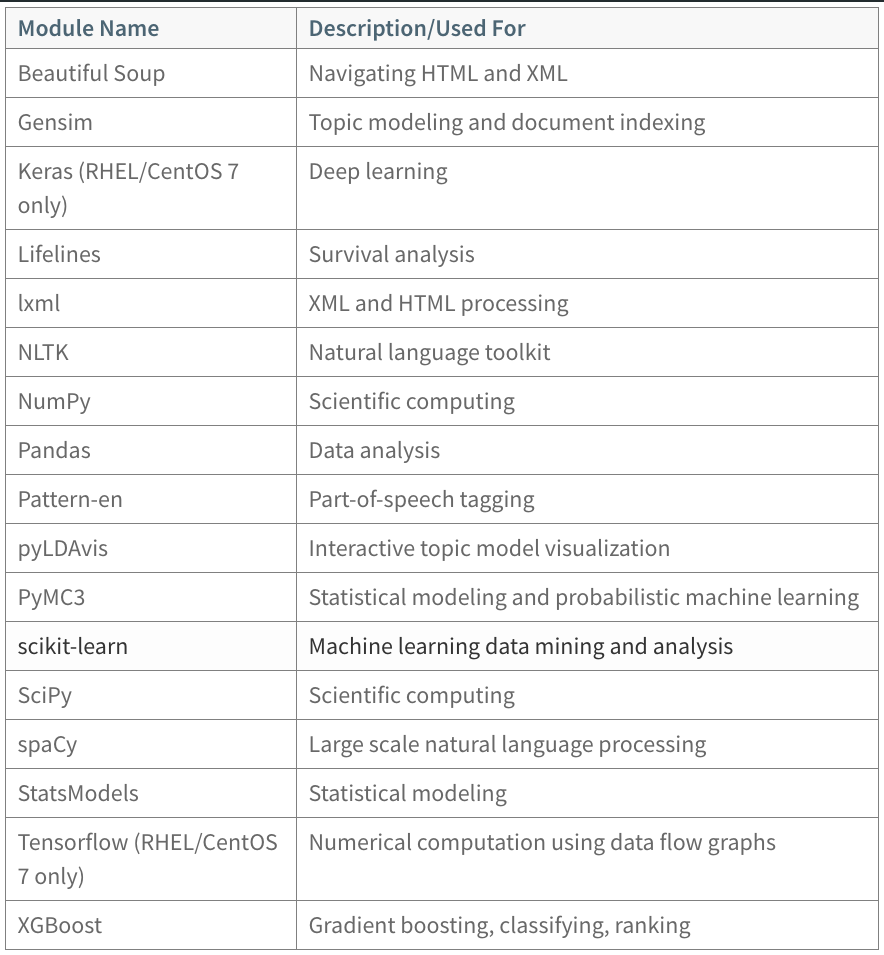 Module Name Description/Used For
Beautiful Soup Navigating HTML and XML
Gensim Topic modeling and document indexing
Keras (RHEL/CentOS 7 Deep learning
only)
Lifelines Survival analysis
lxml XML and HTML processing
NLTK Natural language toolkit
NumPy Scientific computing
Pandas Data analysis
Pattern-en Part-of-speech tagging
pyLDAvis Interactive topic model visualization
PyMC3 Statistical modeling and probabilistic machine learning
scikit-learn Machine learning data mining and analysis
SciPy Scientific computing
spaCy Large scale natural language processing
StatsModels Statistical modeling
Tensorflow (RHEL/CentOS Numerical computation using data flow graphs
7 only)
XGBoost Gradient boosting, classifying, ranking